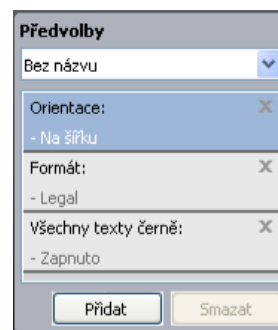 Předvolby
Bez názvu
Orientace:
- Na šířku
Formát:
- Legal
Všechny texty černě:
- Zapnuto
Přidat
Smazat